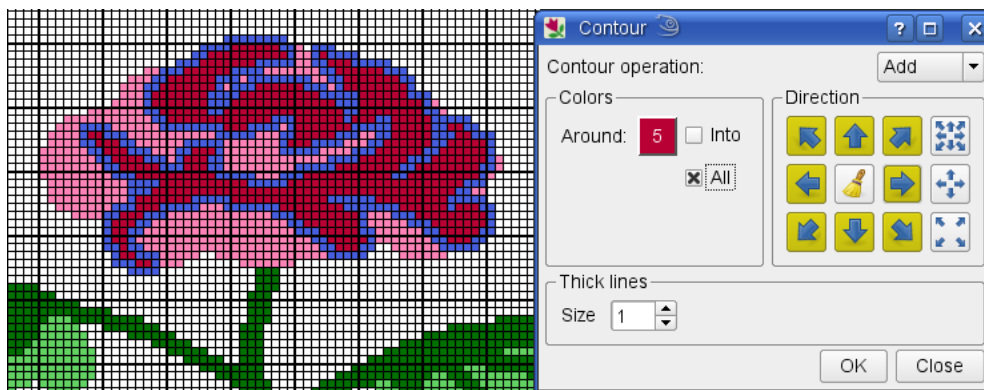 Contour
Contour operation: Add
Colors
Direction
Around: 5 Into
All
Thick lines
Size 1
OK Close